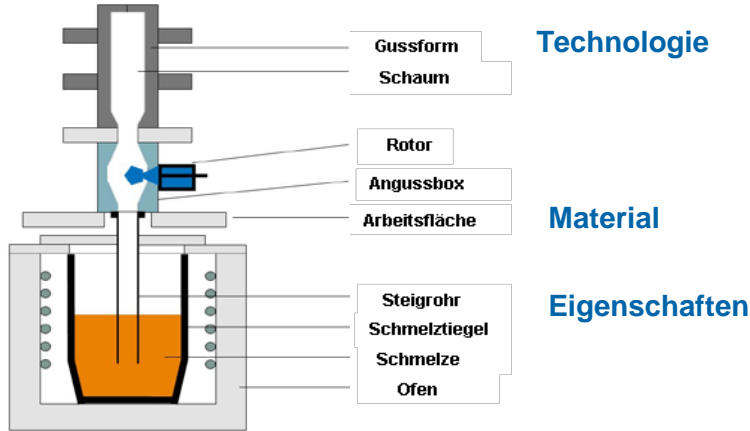 Gussform
Technologie
Schaum
Rotor
Angussbox
Arbeitsfläche
Material
Steigrohr
Eigenschaften
Schmelztiegel
Schmelze
Ofen